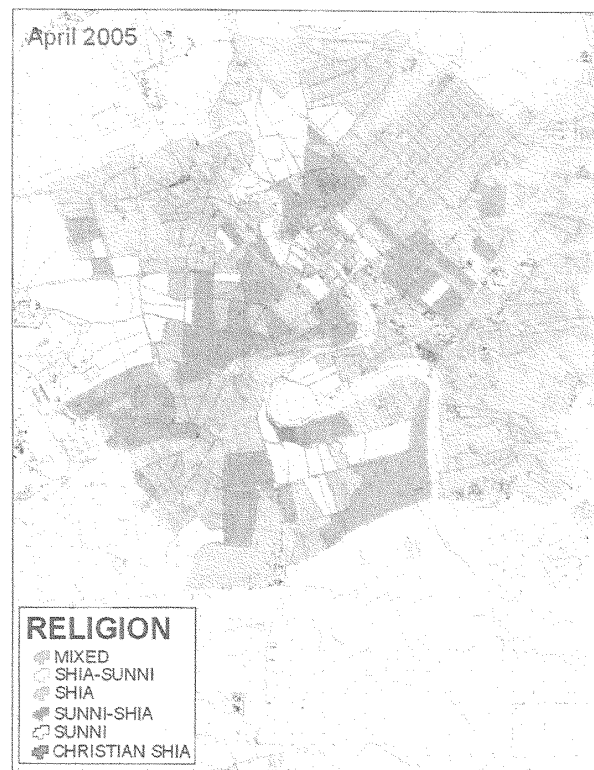 April 2005
RELIGION
MIXED
SHIA-SUNNI
SHIA
SUNNI-SHIA
SUNNI
CHRISTIAN SHIA